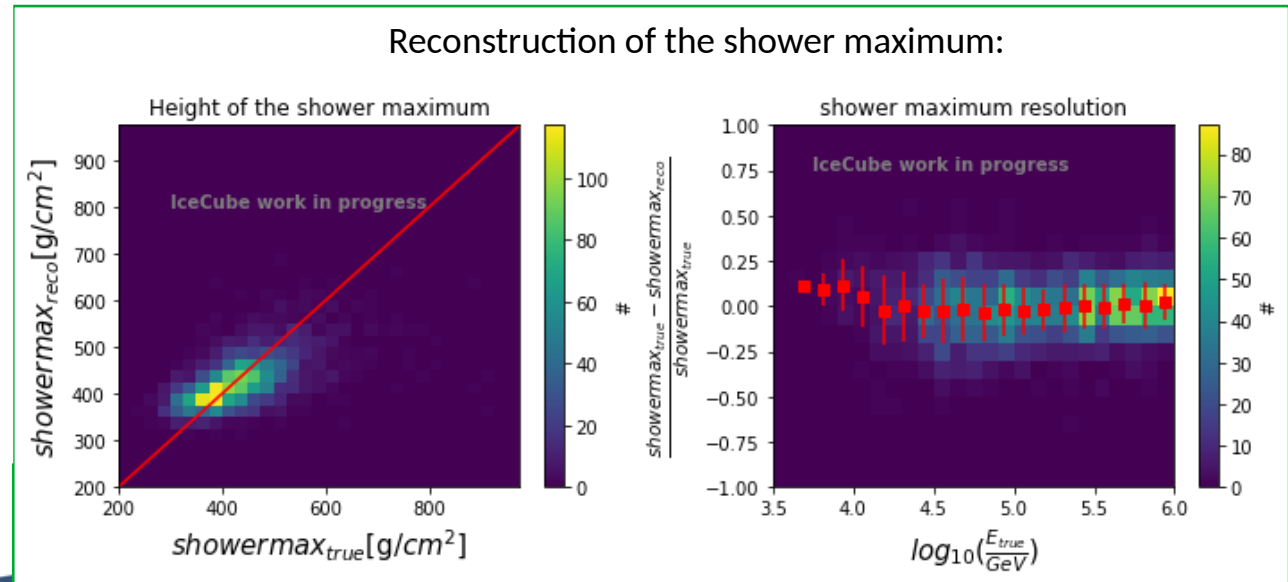 Reconstruction of the shower maximum:
Height of the shower maximum
IceCube work in progress
showermax_reco[g/cm²]
900
800
700
600
500
400
300
200
200 400 600 800
showermax_true[g/cm²]
100
80
60
40
20
0
#
shower maximum resolution
IceCube work in progress
showermax_true − showermax_reco
showermax_true
1.00
0.75
0.50
0.25
0.00
−0.25
−0.50
−0.75
−1.00
3.5 4.0 4.5 5.0 5.5 6.0
log₁₀(E_true/GeV)
80
70
60
50
40
30
20
10
0
#